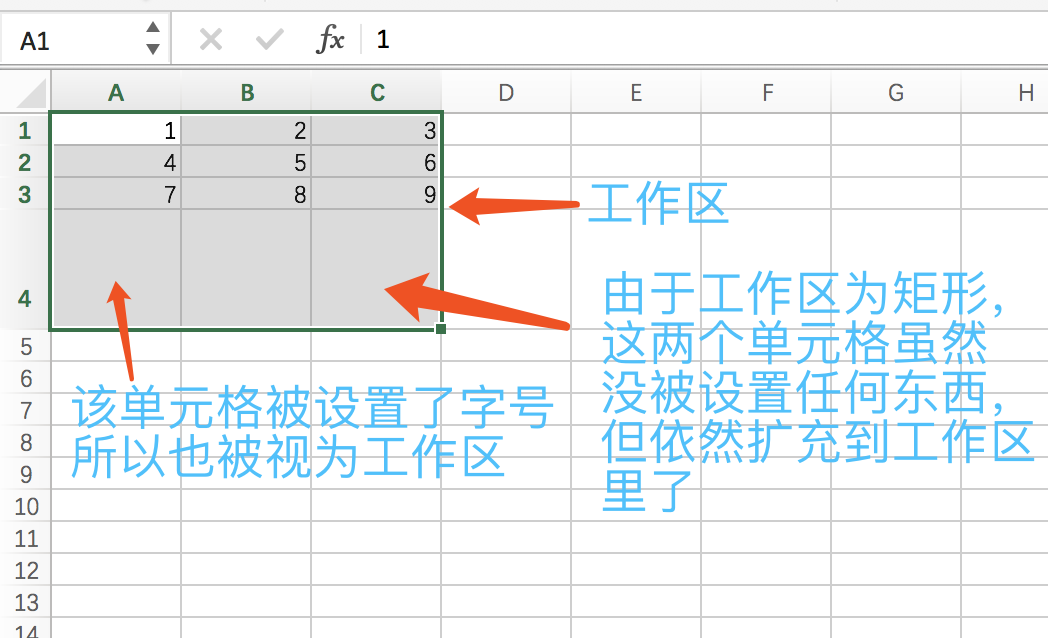 A1
fx
1
A B C D E F G H
1 1 2 3
2 4 5 6
3 7 8 9
工作区
4
由于工作区为矩形，
这两个单元格虽然
没被设置任何东西，
但依然扩充到工作区
里了
该单元格被设置了字号
所以也被视为工作区
5
6
7
8
9
10
11
12
13
14